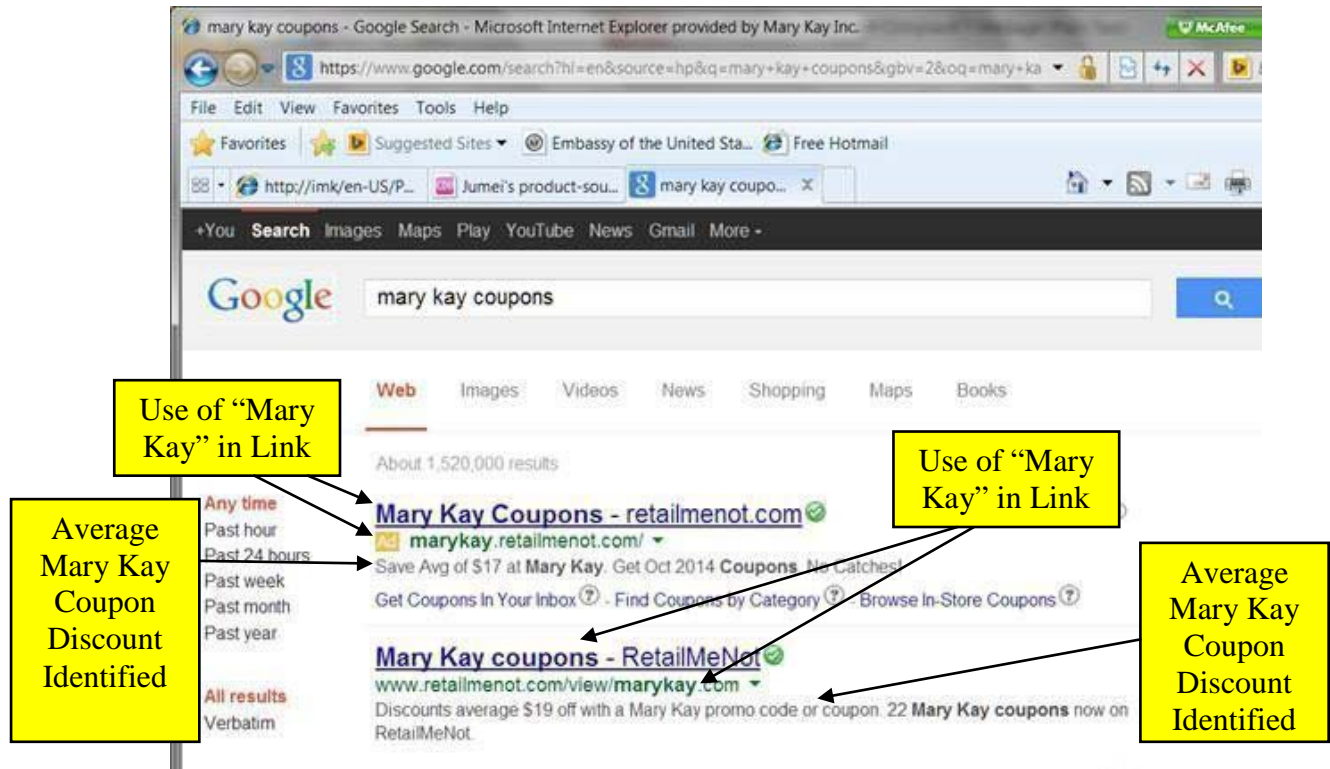 mary kay coupons - Google Search - Microsoft Internet Explorer provided by Mary Kay Inc.
McAfee
https://www.google.com/search?hl=en&source=hp&q=mary+kay+coupons&gbv=2&oq=mary+ka
File Edit View Favorites Tools Help
Favorites Suggested Sites Embassy of the United Sta... Free Hotmail
http://imk/en-US/P... Jumei's product-sou... mary kay coupo... X
+You Search Images Maps Play YouTube News Gmail More
Google mary kay coupons
Web Images Videos News Shopping Maps Books
Use of “Mary
Kay” in Link
About 1,520,000 results
Use of “Mary
Kay” in Link
Any time
Past hour
Past 24 hours
Past week
Past month
Past year
All results
Verbatim
Average
Mary Kay
Coupon
Discount
Identified
Mary Kay Coupons - retailmenot.com
Ad marykay.retailmenot.com/
Save Avg of $17 at Mary Kay. Get Oct 2014 Coupons. No Catches!
Get Coupons In Your Inbox ? - Find Coupons by Category ? - Browse In-Store Coupons ?
Mary Kay coupons - RetailMeNot
www.retailmenot.com/view/marykay.com
Discounts average $19 off with a Mary Kay promo code or coupon. 22 Mary Kay coupons now on
RetailMeNot.
Average
Mary Kay
Coupon
Discount
Identified